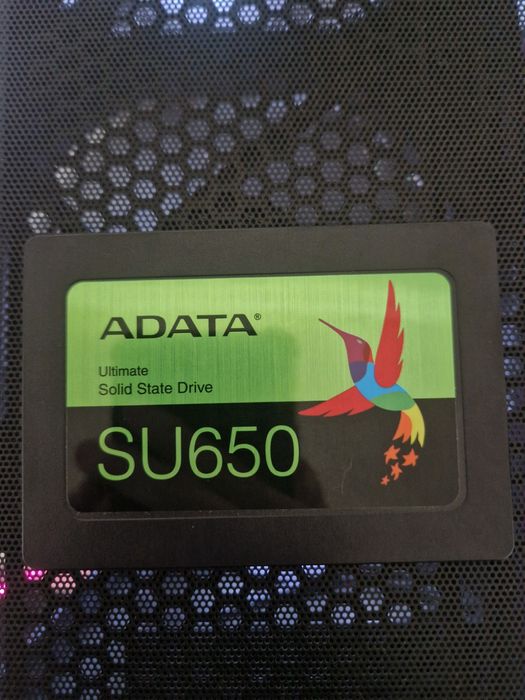 ADATA®
Ultimate
Solid State Drive
SU650